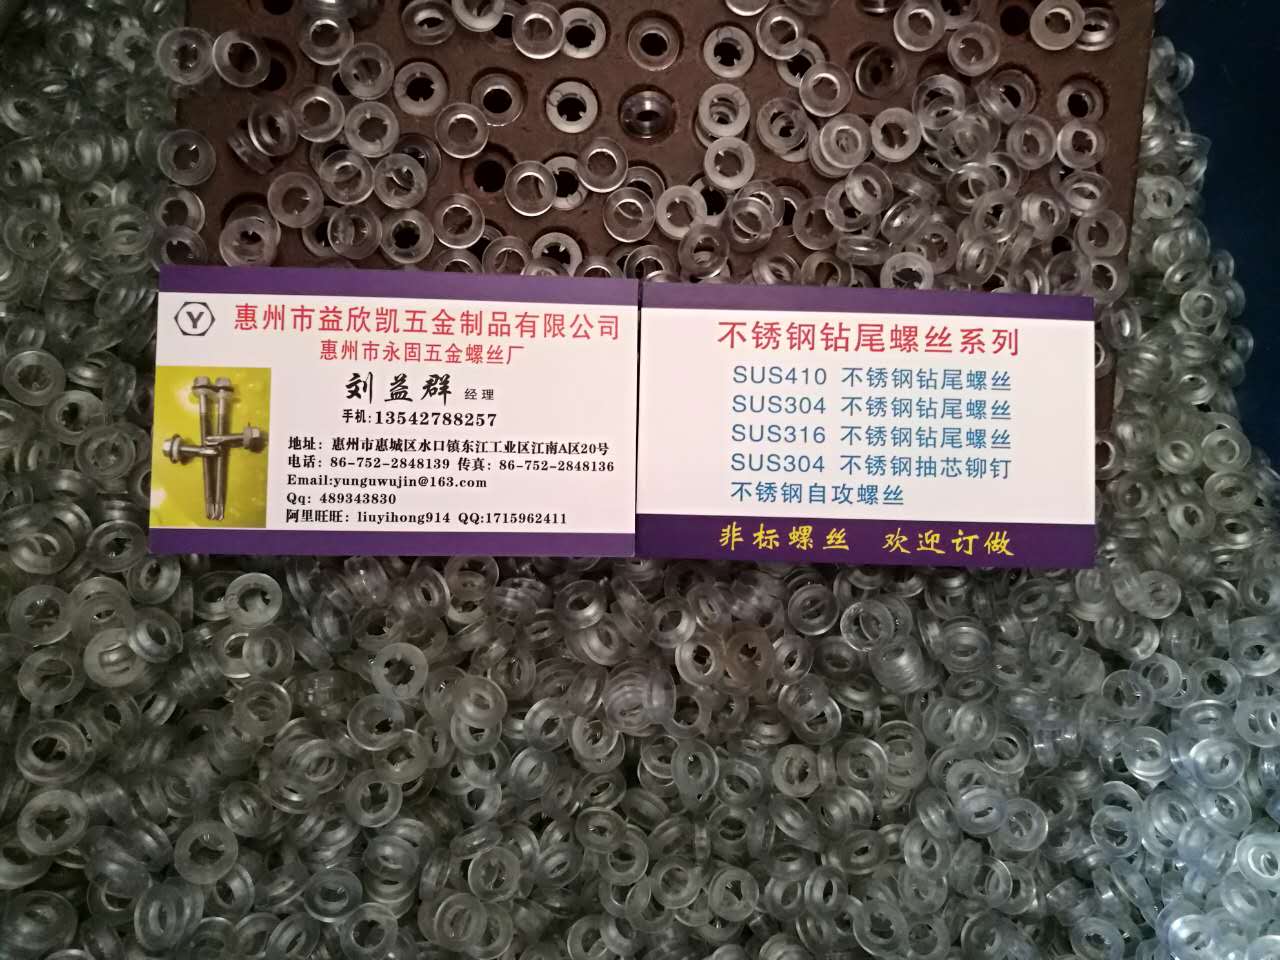 Y
惠州市益欣凯五金制品有限公司
惠州市永固五金螺丝厂
刘益群 经理
手机:13542788257
地址：惠州市惠城区水口镇东江工业区江南A区20号
电话：86-752-2848139 传真：86-752-2848136
Email:yunguwujin@163.com
Qq: 489343830
阿里旺旺：liuyihong914 QQ:1715962411
不锈钢钻尾螺丝系列
SUS410 不锈钢钻尾螺丝
SUS304 不锈钢钻尾螺丝
SUS316 不锈钢钻尾螺丝
SUS304 不锈钢抽芯铆钉
不锈钢自攻螺丝
非标螺丝 欢迎订做